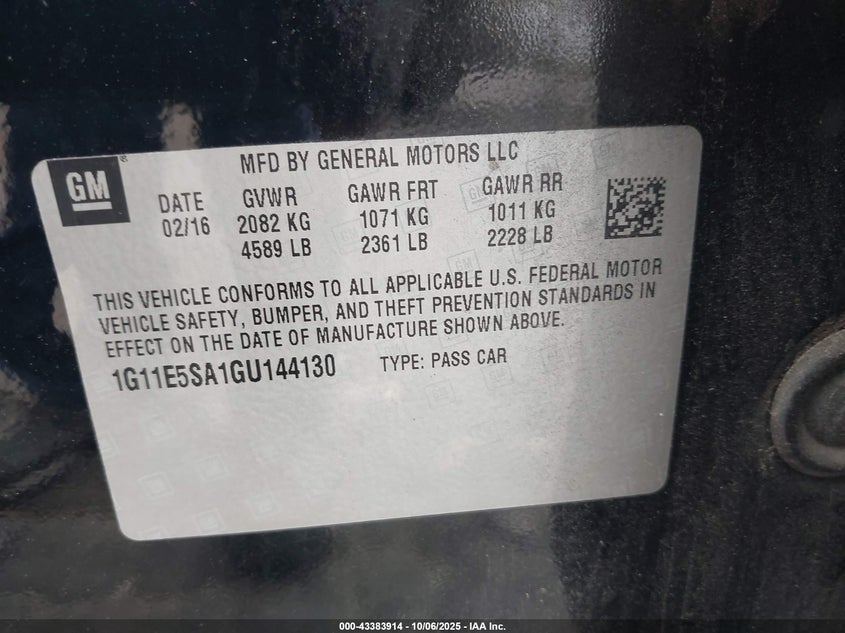 GM
MFD BY GENERAL MOTORS LLC
DATE GVWR GAWR FRT GAWR RR
02/16 2082 KG 1071 KG 1011 KG
4589 LB 2361 LB 2228 LB
THIS VEHICLE CONFORMS TO ALL APPLICABLE U.S. FEDERAL MOTOR
VEHICLE SAFETY, BUMPER, AND THEFT PREVENTION STANDARDS IN
EFFECT ON THE DATE OF MANUFACTURE SHOWN ABOVE.
1G11E5SA1GU144130 TYPE: PASS CAR
000-43383914 - 10/06/2025 - IAA Inc.